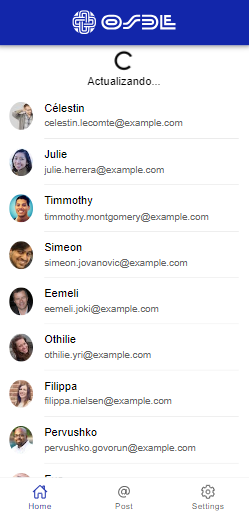 OSDE
Actualizando...
Célestin
celestin.lecomte@example.com
Julie
julie.herrera@example.com
Timmothy
timmothy.montgomery@example.com
Simeon
simeon.jovanovic@example.com
Eemeli
eemeli.joki@example.com
Othilie
othilie.yri@example.com
Filippa
filippa.nielsen@example.com
Pervushko
pervushko.govorun@example.com
Home
Post
Settings